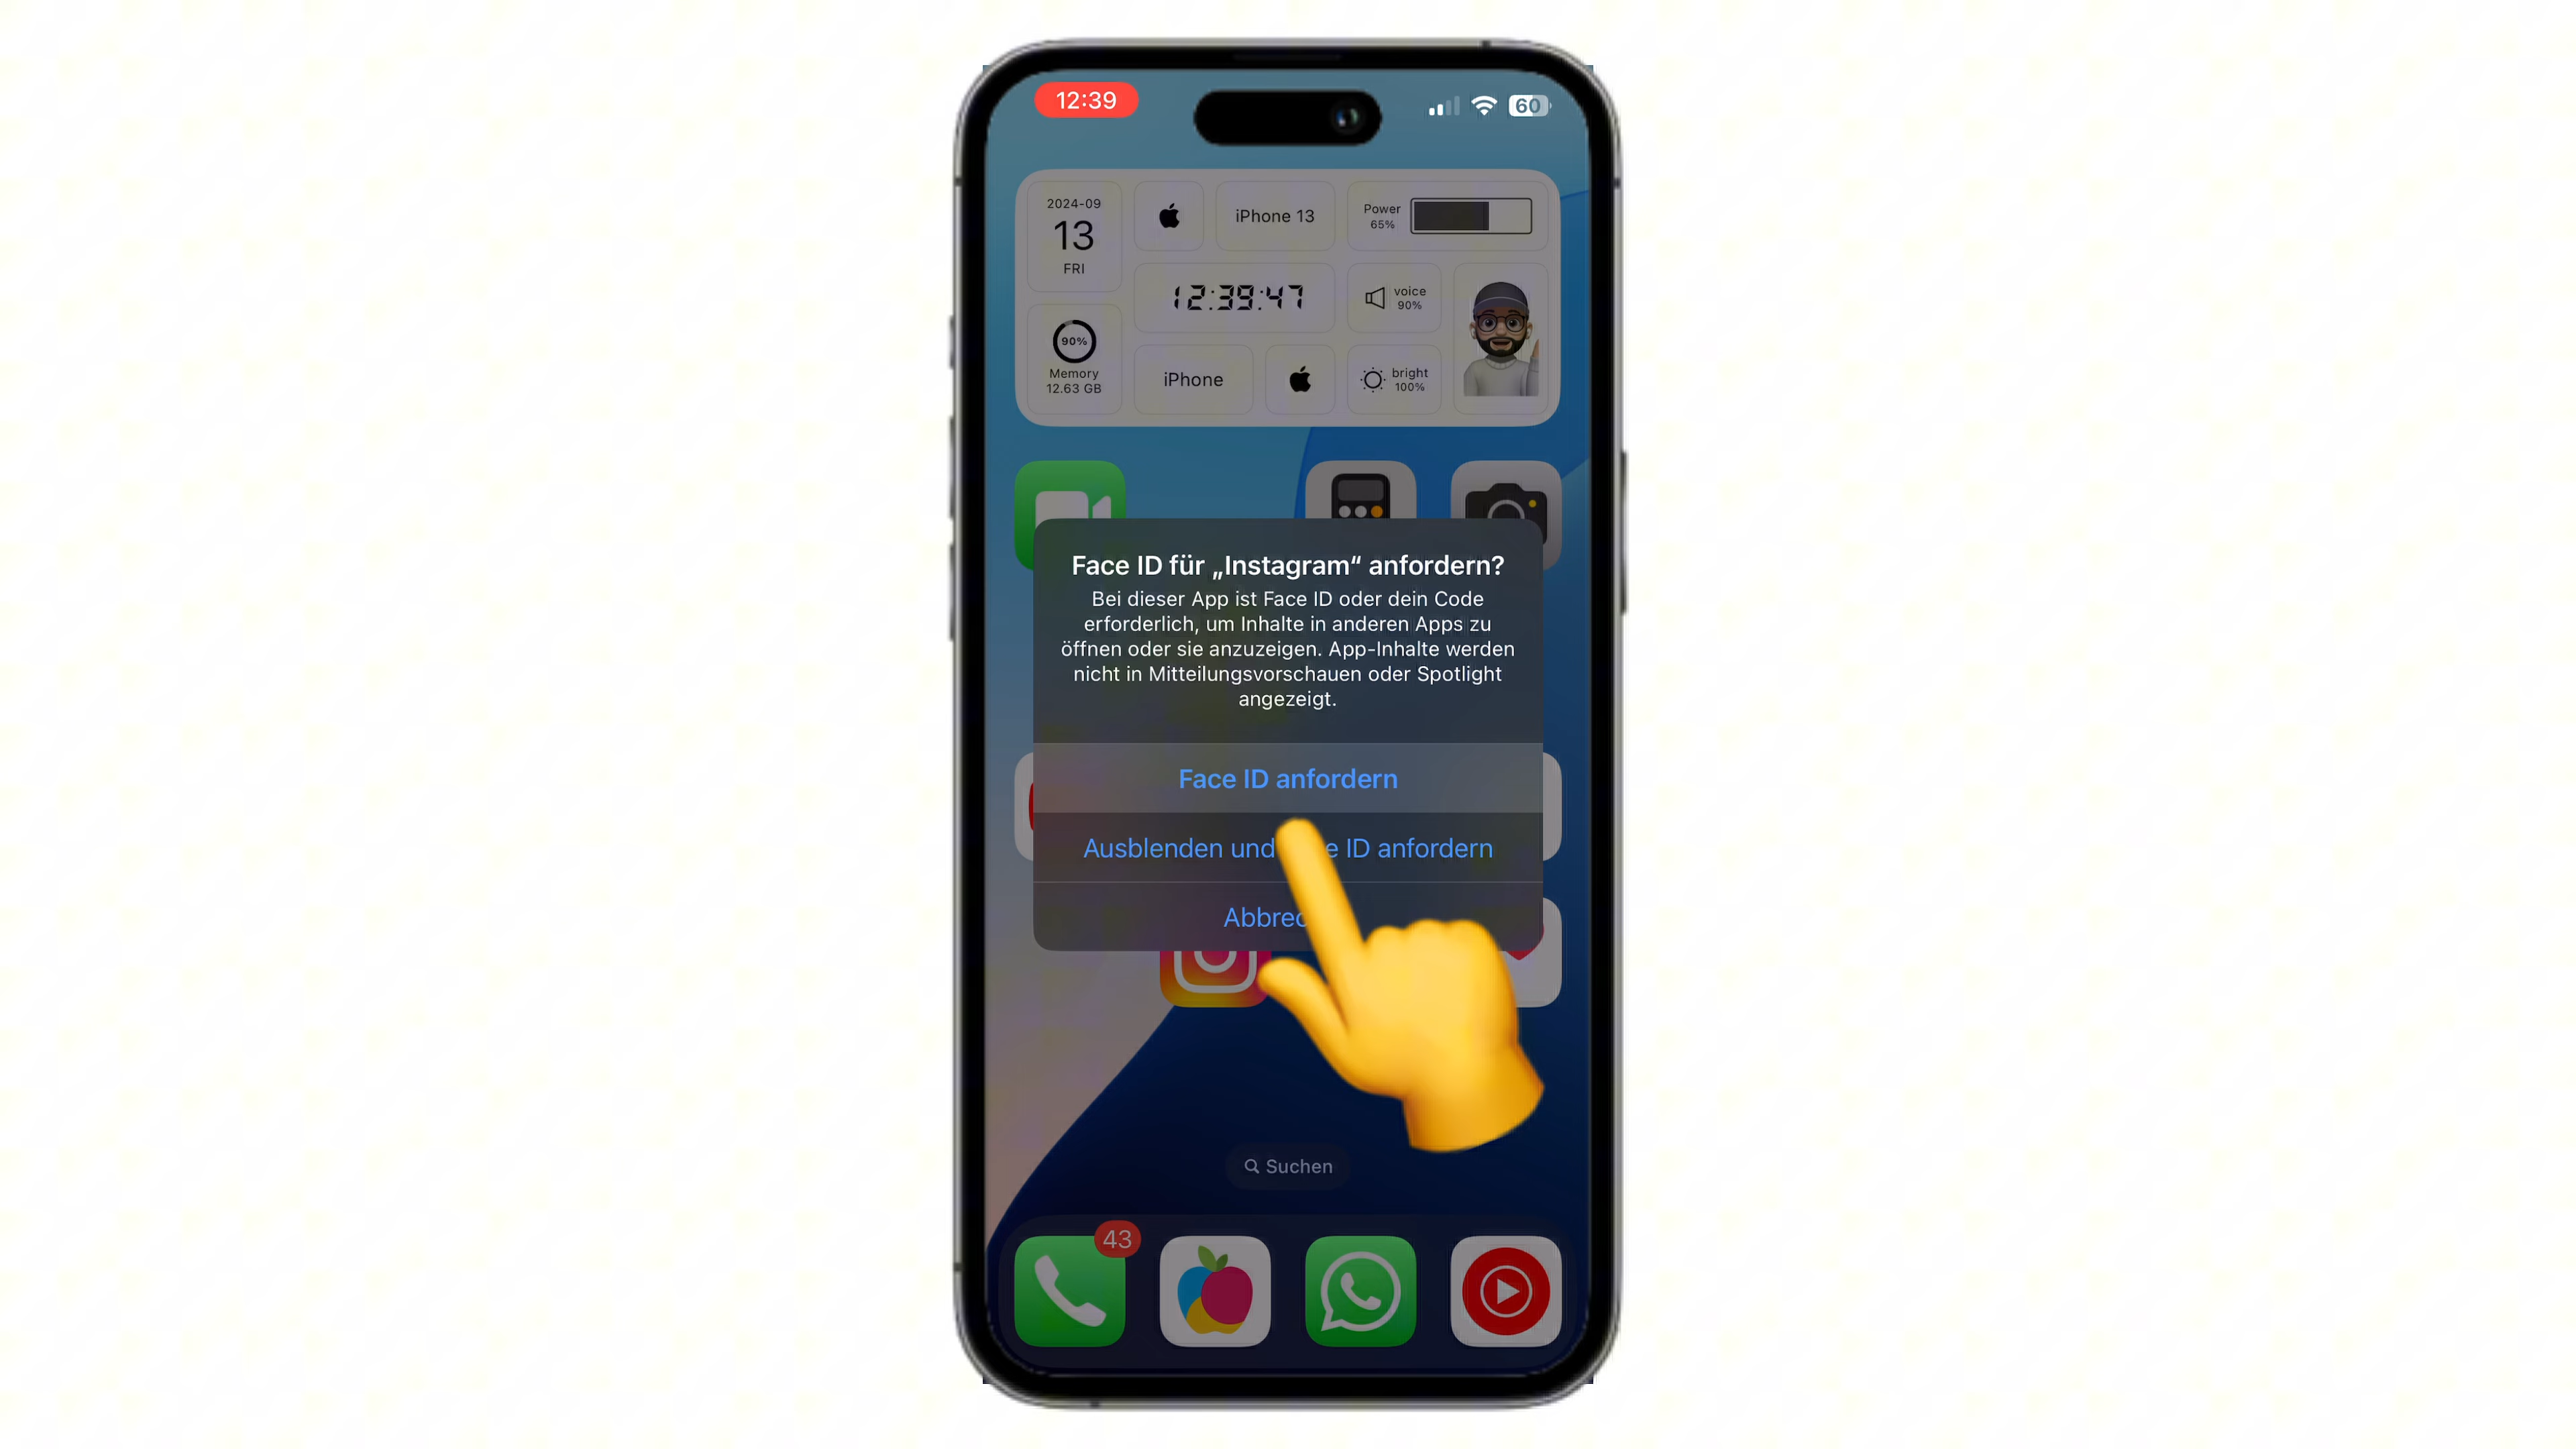 12:39
60
2024-09
13
FRI
iPhone 13
Power
65%
12:39:47
voice
90%
90%
Memory
12.63 GB
iPhone
bright
100%
Face ID für „Instagram“ anfordern?
Bei dieser App ist Face ID oder dein Code
erforderlich, um Inhalte in anderen Apps zu
öffnen oder sie anzuzeigen. App-Inhalte werden
nicht in Mitteilungsvorschauen oder Spotlight
angezeigt.
Face ID anfordern
Ausblenden und ID anfordern
Suchen
43